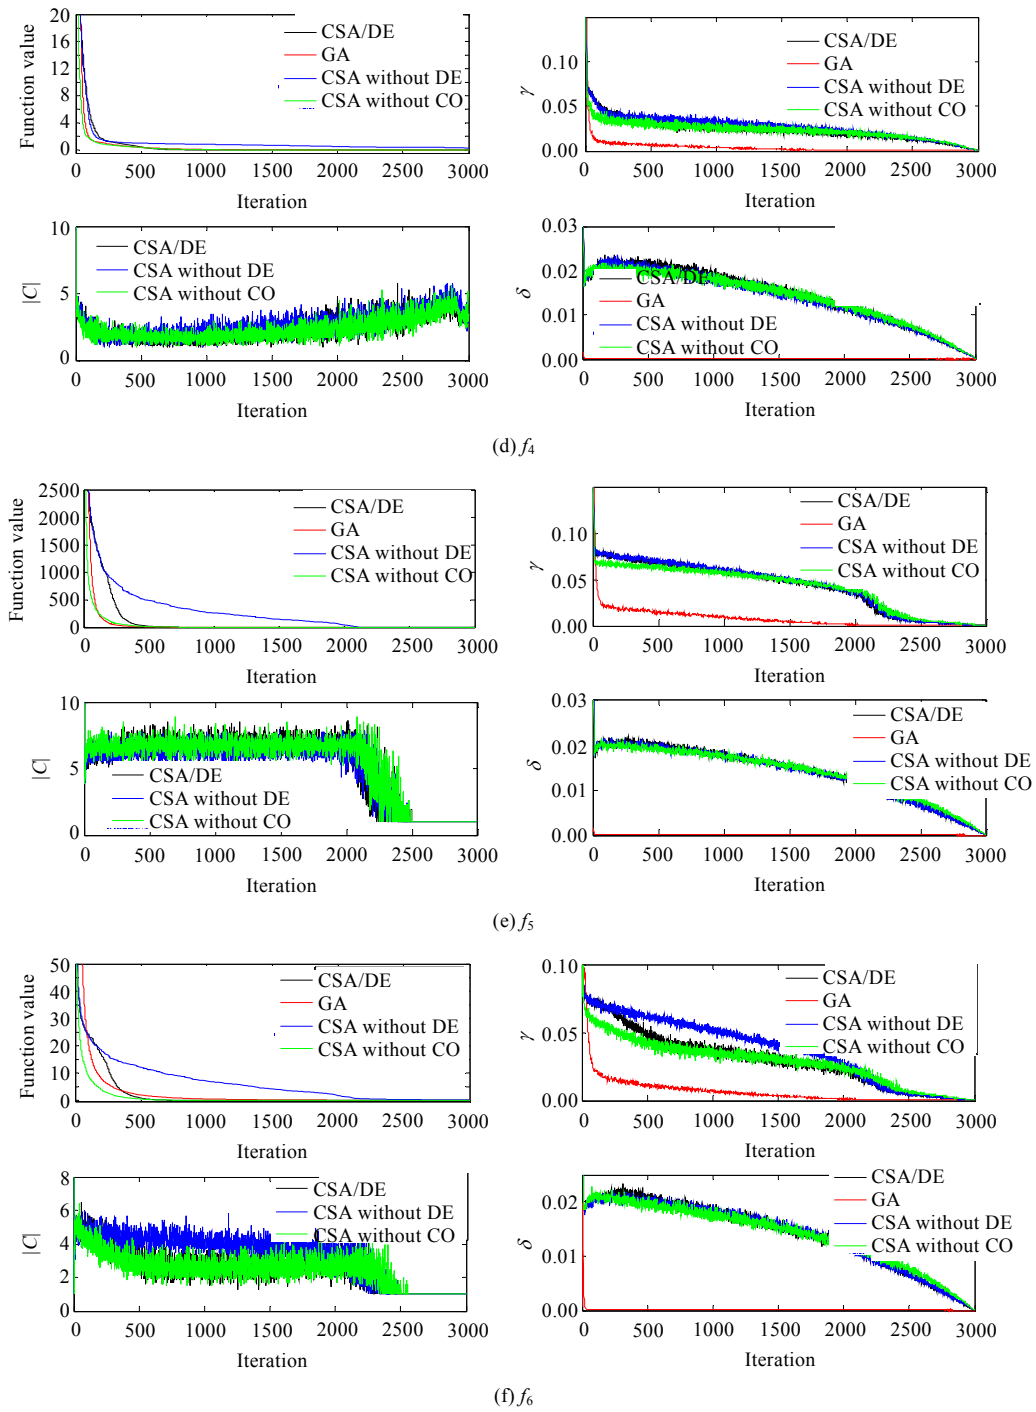 Function value
20
16
12
8
4
0
0 500 1000 1500 2000 2500 3000
Iteration
CSA/DE
GA
CSA without DE
CSA without CO
γ
0.10
0.05
0.00
0 500 1000 1500 2000 2500 3000
Iteration
CSA/DE
GA
CSA without DE
CSA without CO
|C|
10
5
0
0 500 1000 1500 2000 2500 3000
Iteration
CSA/DE
CSA without DE
CSA without CO
δ
0.03
0.02
0.01
0.00
0 500 1000 1500 2000 2500 3000
Iteration
CSA/DE
GA
CSA without DE
CSA without CO
(d) f4
Function value
2500
2000
1500
1000
500
0
0 500 1000 1500 2000 2500 3000
Iteration
CSA/DE
GA
CSA without DE
CSA without CO
γ
0.10
0.05
0.00
0 500 1000 1500 2000 2500 3000
Iteration
CSA/DE
GA
CSA without DE
CSA without CO
|C|
10
5
0
0 500 1000 1500 2000 2500 3000
Iteration
CSA/DE
CSA without DE
CSA without CO
δ
0.03
0.02
0.01
0.00
0 500 1000 1500 2000 2500 3000
Iteration
CSA/DE
GA
CSA without DE
CSA without CO
(e) f5
Function value
50
40
30
20
10
0
0 500 1000 1500 2000 2500 3000
Iteration
CSA/DE
GA
CSA without DE
CSA without CO
γ
0.10
0.05
0.00
0 500 1000 1500 2000 2500 3000
Iteration
CSA/DE
GA
CSA without DE
CSA without CO
|C|
8
6
4
2
0
0 500 1000 1500 2000 2500 3000
Iteration
CSA/DE
CSA without DE
CSA without CO
δ
0.02
0.01
0.00
0 500 1000 1500 2000 2500 3000
Iteration
CSA/DE
GA
CSA without DE
CSA without CO
(f) f6